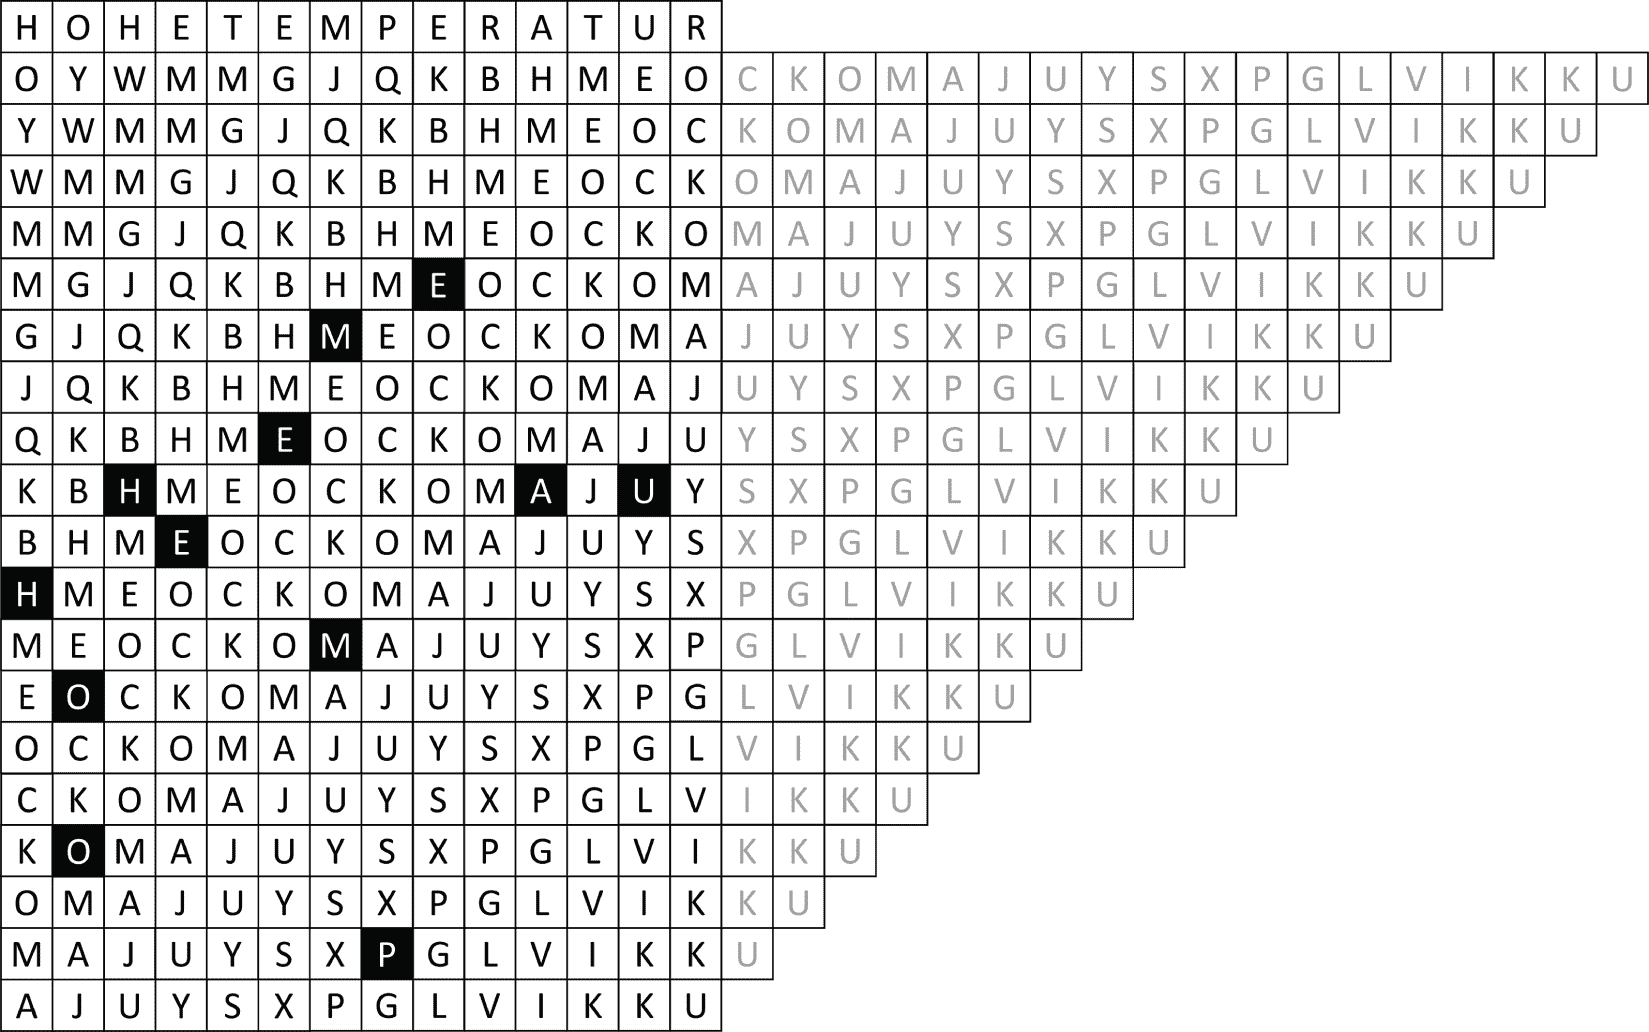 H O H E T E M P E R A T U R
O Y W M M G J Q K B H M E O C K O M A J U Y S X P G L V I K K U
Y W M M G J Q K B H M E O C K O M A J U Y S X P G L V I K K U
W M M G J Q K B H M E O C K O M A J U Y S X P G L V I K K U
M M G J Q K B H M E O C K O M A J U Y S X P G L V I K K U
M G J Q K B H M E O C K O M A J U Y S X P G L V I K K U
G J Q K B H M E O C K O M A J U Y S X P G L V I K K U
J Q K B H M E O C K O M A J U Y S X P G L V I K K U
Q K B H M E O C K O M A J U Y S X P G L V I K K U
K B H M E O C K O M A J U Y S X P G L V I K K U
B H M E O C K O M A J U Y S X P G L V I K K U
H M E O C K O M A J U Y S X P G L V I K K U
M E O C K O M A J U Y S X P G L V I K K U
E O C K O M A J U Y S X P G L V I K K U
O C K O M A J U Y S X P G L V I K K U
C K O M A J U Y S X P G L V I K K U
K O M A J U Y S X P G L V I K K U
O M A J U Y S X P G L V I K K U
M A J U Y S X P G L V I K K U
A J U Y S X P G L V I K K U